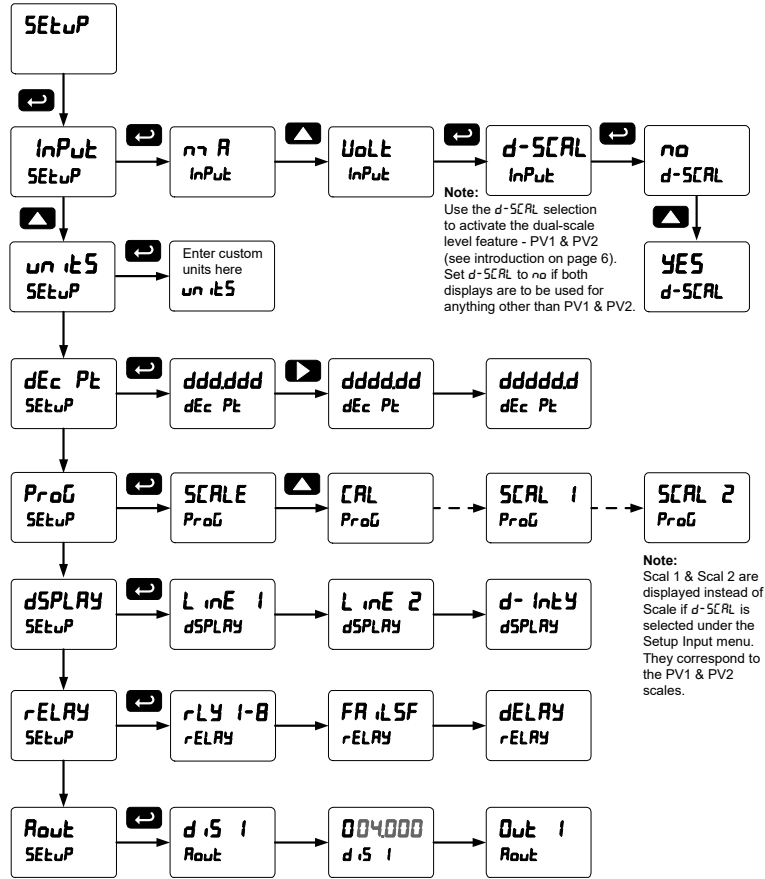 SEtuP
InPut
SEtuP
mA
InPut
VoLt
InPut
d-SCAL
InPut
no
d-SCAL
YES
d-SCAL
Note:
Use the d-SCAL selection
to activate the dual-scale
level feature - PV1 & PV2
(see introduction on page 6).
Set d-SCAL to no if both
displays are to be used for
anything other than PV1 & PV2.
unitS
SEtuP
Enter custom
units here
unitS
dEc Pt
SEtuP
ddd.ddd
dEc Pt
dddd.dd
dEc Pt
ddddd.d
dEc Pt
ProG
SEtuP
SCALE
ProG
CAL
ProG
SCAL 1
ProG
SCAL 2
ProG
Note:
Scal 1 & Scal 2 are
displayed instead of
Scale if d-SCAL is
selected under the
Setup Input menu.
They correspond to
the PV1 & PV2
scales.
dSPLAY
SEtuP
LinE 1
dSPLAY
LinE 2
dSPLAY
d-IntY
dSPLAY
rELAY
SEtuP
rLY 1-8
rELAY
FAiLSF
rELAY
dELAY
rELAY
Aout
SEtuP
diS 1
Aout
004.000
diS 1
Out 1
Aout